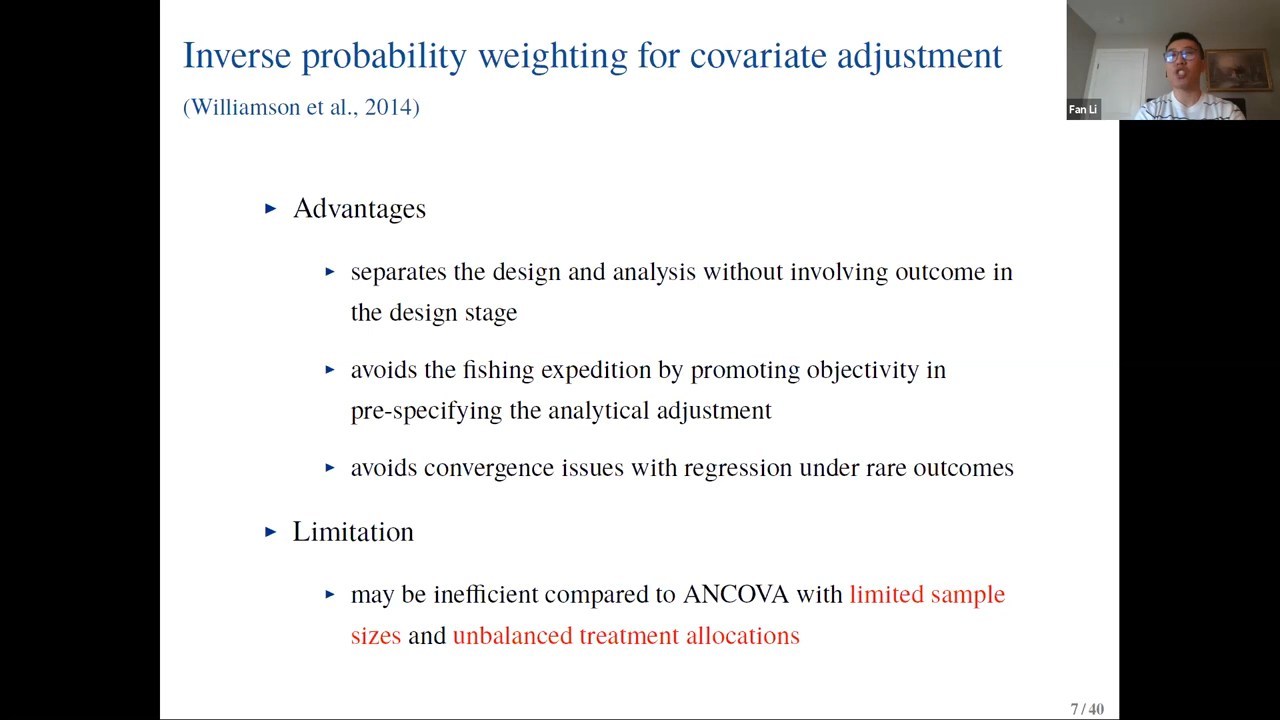 Inverse probability weighting for covariate adjustment
(Williamson et al., 2014)
Fan Li
► Advantages
► separates the design and analysis without involving outcome in
the design stage
► avoids the fishing expedition by promoting objectivity in
pre-specifying the analytical adjustment
► avoids convergence issues with regression under rare outcomes
► Limitation
► may be inefficient compared to ANCOVA with limited sample
sizes and unbalanced treatment allocations
7 / 40